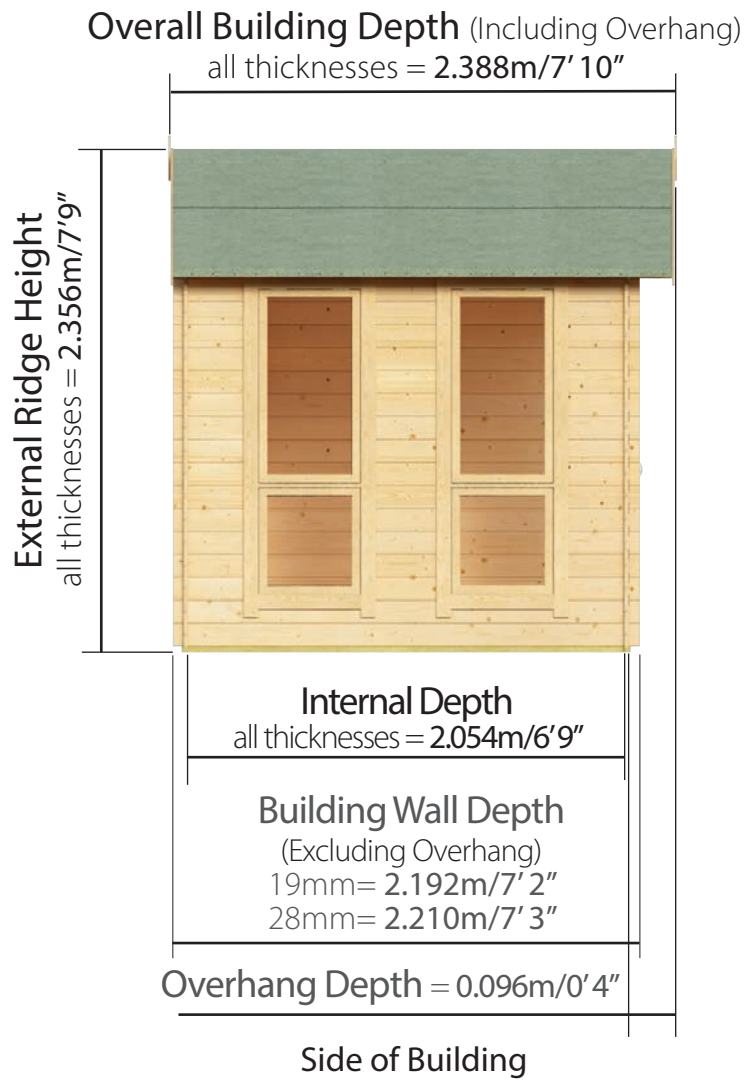 Overall Building Depth (Including Overhang)
all thicknesses = 2.388m/7’ 10”
External Ridge Height
all thicknesses = 2.356m/7’9”
Internal Depth
all thicknesses = 2.054m/6’9”
Building Wall Depth
(Excluding Overhang)
19mm= 2.192m/7’ 2”
28mm= 2.210m/7’ 3”
Overhang Depth = 0.096m/0’ 4”
Side of Building